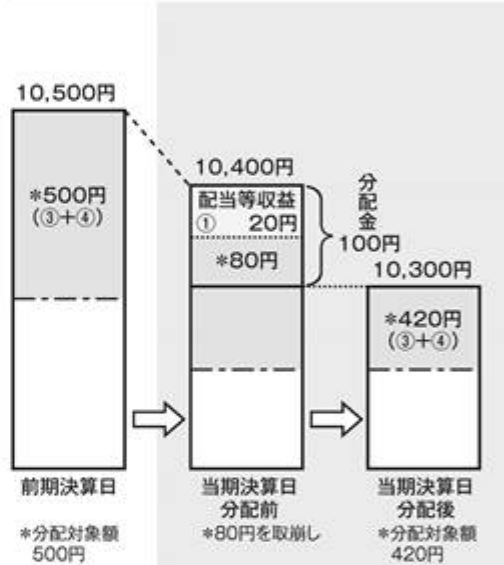 10,500円
*500円
(③+④)
前期決算日
*分配対象額
500円
10,400円
配当等収益
① 20円
*80円
分配金
100円
当期決算日
分配前
*80円を取崩し
10,300円
*420円
(③+④)
当期決算日
分配後
*分配対象額
420円